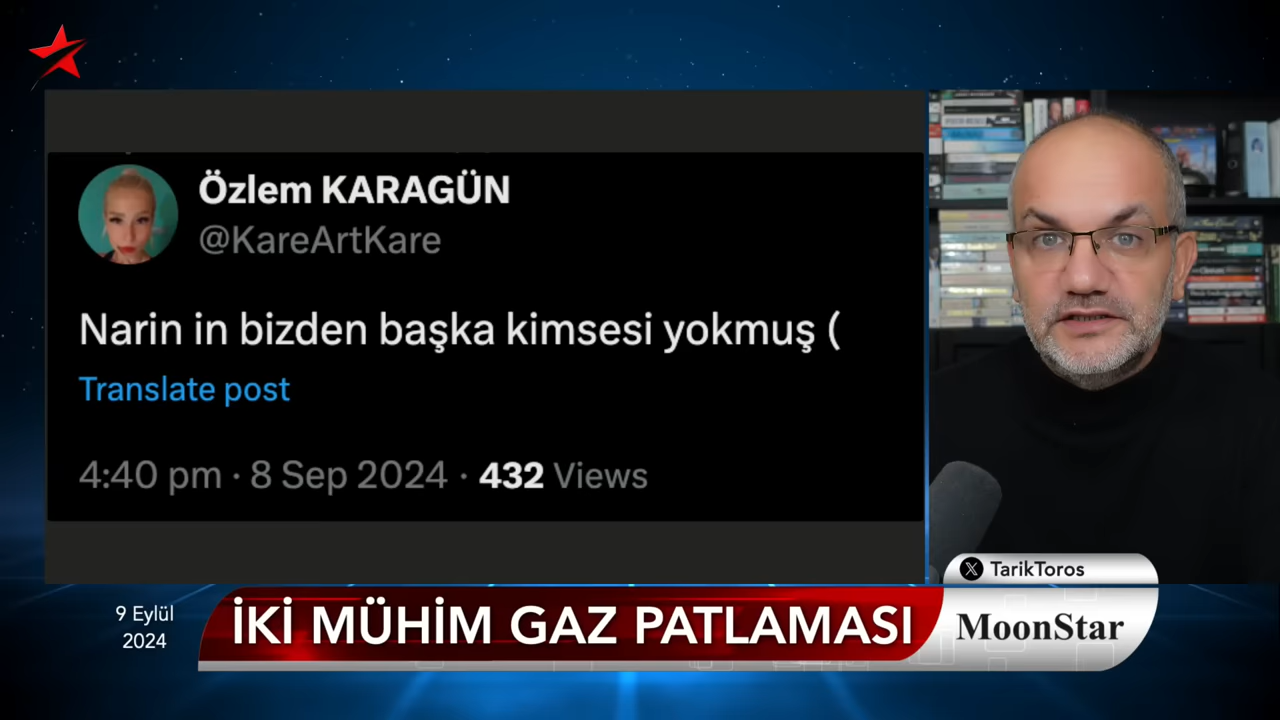 Özlem KARAGÜN
@KareArtKare
Narin in bizden başka kimsesi yokmuş (
Translate post
4:40 pm · 8 Sep 2024 · 432 Views
TarikToros
9 Eylül
2024
İKİ MÜHİM GAZ PATLAMASI
MoonStar